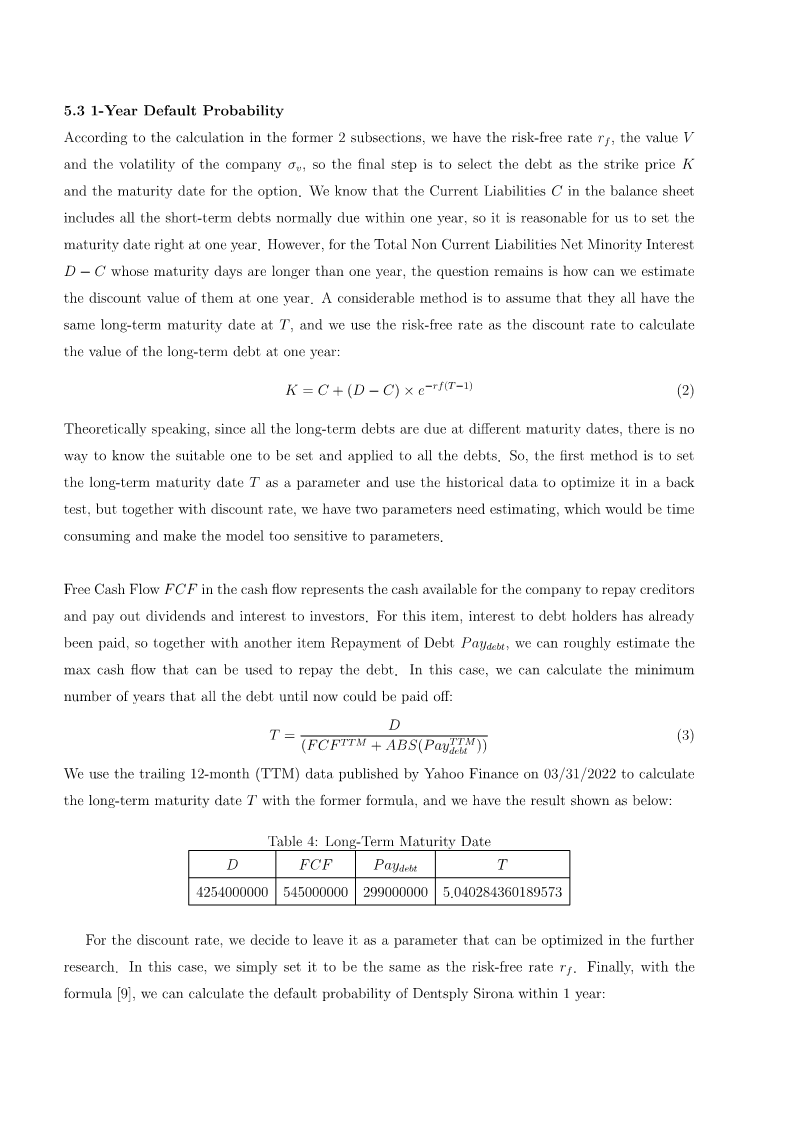 5.3 1-Year Default Probability
According to the calculation in the former 2 subsections, we have the risk-free rate r_f, the value V
and the volatility of the company σ_v, so the final step is to select the debt as the strike price K
and the maturity date for the option. We know that the Current Liabilities C in the balance sheet
includes all the short-term debts normally due within one year, so it is reasonable for us to set the
maturity date right at one year. However, for the Total Non Current Liabilities Net Minority Interest
D − C whose maturity days are longer than one year, the question remains is how can we estimate
the discount value of them at one year. A considerable method is to assume that they all have the
same long-term maturity date at T, and we use the risk-free rate as the discount rate to calculate
the value of the long-term debt at one year:
K = C + (D − C) × e^{−rf(T−1)} (2)
Theoretically speaking, since all the long-term debts are due at different maturity dates, there is no
way to know the suitable one to be set and applied to all the debts. So, the first method is to set
the long-term maturity date T as a parameter and use the historical data to optimize it in a back
test, but together with discount rate, we have two parameters need estimating, which would be time
consuming and make the model too sensitive to parameters.
Free Cash Flow FCF in the cash flow represents the cash available for the company to repay creditors
and pay out dividends and interest to investors. For this item, interest to debt holders has already
been paid, so together with another item Repayment of Debt Pay_{debt}, we can roughly estimate the
max cash flow that can be used to repay the debt. In this case, we can calculate the minimum
number of years that all the debt until now could be paid off:
T = D / (FCF^{TTM} + ABS(Pay_{debt}^{TTM})) (3)
We use the trailing 12-month (TTM) data published by Yahoo Finance on 03/31/2022 to calculate
the long-term maturity date T with the former formula, and we have the result shown as below:
Table 4: Long-Term Maturity Date
D FCF Pay_{debt} T
4254000000 545000000 299000000 5.040284360189573
For the discount rate, we decide to leave it as a parameter that can be optimized in the further
research. In this case, we simply set it to be the same as the risk-free rate r_f. Finally, with the
formula [9], we can calculate the default probability of Dentsply Sirona within 1 year: